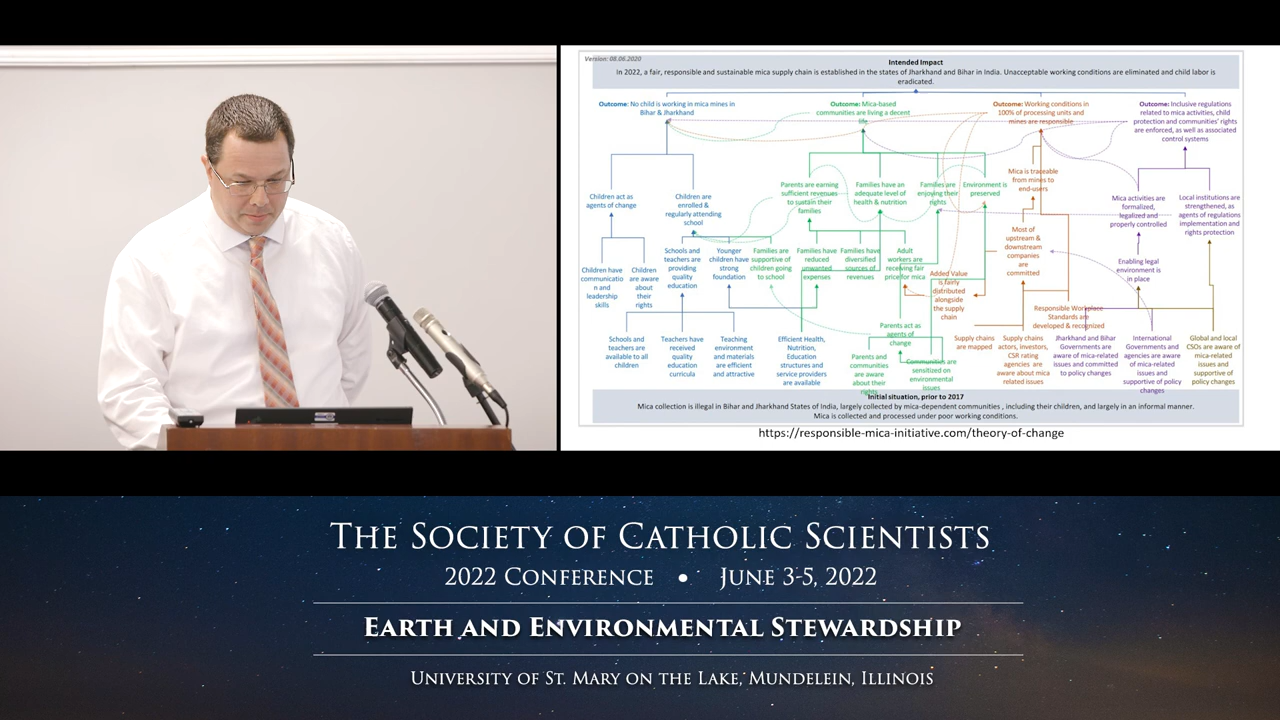 Version: 08.06.2020
Intended Impact
In 2022, a fair, responsible and sustainable mica supply chain is established in the states of Jharkhand and Bihar in India. Unacceptable working conditions are eliminated and child labor is
eradicated.
Outcome: No child is working in mica mines in
Bihar & Jharkhand
Outcome: Mica-based
communities are living a decent
life
Outcome: Working conditions in
100% of processing units and
mines are responsible
Outcome: Inclusive regulations
related to mica activities, child
protection and communities' rights
are enforced, as well as associated
control systems
Children act as
agents of change
Children are
enrolled &
regularly attending
school
Parents are earning
sufficient revenues
to sustain their
families
Families have an
adequate level of
health & nutrition
Families are
enjoying their
rights
Environment is
preserved
Mica is traceable
from mines to
end-users
Mica activities are
formalized,
legalized and
properly controlled
Local institutions are
strengthened, as
agents of regulations
implementation and
rights protection
Children have
communicatio
n and
leadership
skills
Children
are aware
about
their
rights
Schools and
teachers are
providing
quality
education
Younger
children have
strong
foundation
Families are
supportive of
children going
to school
Families have
reduced
unwanted
expenses
Families have
diversified
sources of
revenues
Adult
workers are
receiving fair
price for mica
Added Value
is fairly
distributed
alongside
the supply
chain
Most of
upstream &
downstream
companies
are
committed
Enabling legal
environment is
in place
Responsible Workplace
Standards are
developed & recognized
Schools and
teachers are
available to all
children
Teachers have
received
quality
education
curricula
Teaching
environment
and materials
are efficient
and attractive
Efficient Health,
Nutrition,
Education
structures and
service providers
are available
Parents act as
agents of
change
Parents and
communities
are aware
about their
rights
Communities are
sensitized on
environmental
issues
Supply chains
are mapped
Supply chains
actors, investors,
CSR rating
agencies are
aware about mica
related issues
Jharkhand and Bihar
Governments are
aware of mica-related
issues and committed
to policy changes
International
Governments and
agencies are aware
of mica-related
issues and
supportive of policy
changes
Global and local
CSOs are aware of
mica-related
issues and
supportive of
policy changes
Initial situation, prior to 2017
Mica collection is illegal in Bihar and Jharkhand States of India, largely collected by mica-dependent communities , including their children, and largely in an informal manner.
Mica is collected and processed under poor working conditions.
https://responsible-mica-initiative.com/theory-of-change
The Society of Catholic Scientists
2022 Conference • June 3-5, 2022
Earth and Environmental Stewardship
University of St. Mary on the Lake, Mundelein, Illinois